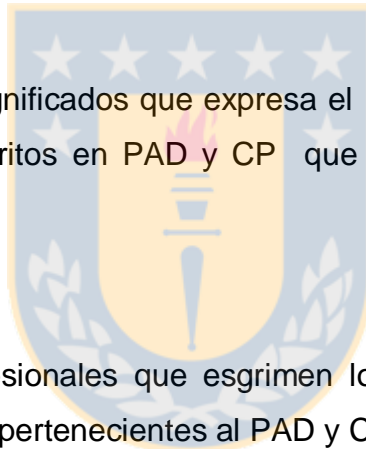 gnificados que expresa el
ritos en PAD y CP que
sionales que esgrimen lo
pertenecientes al PAD y C